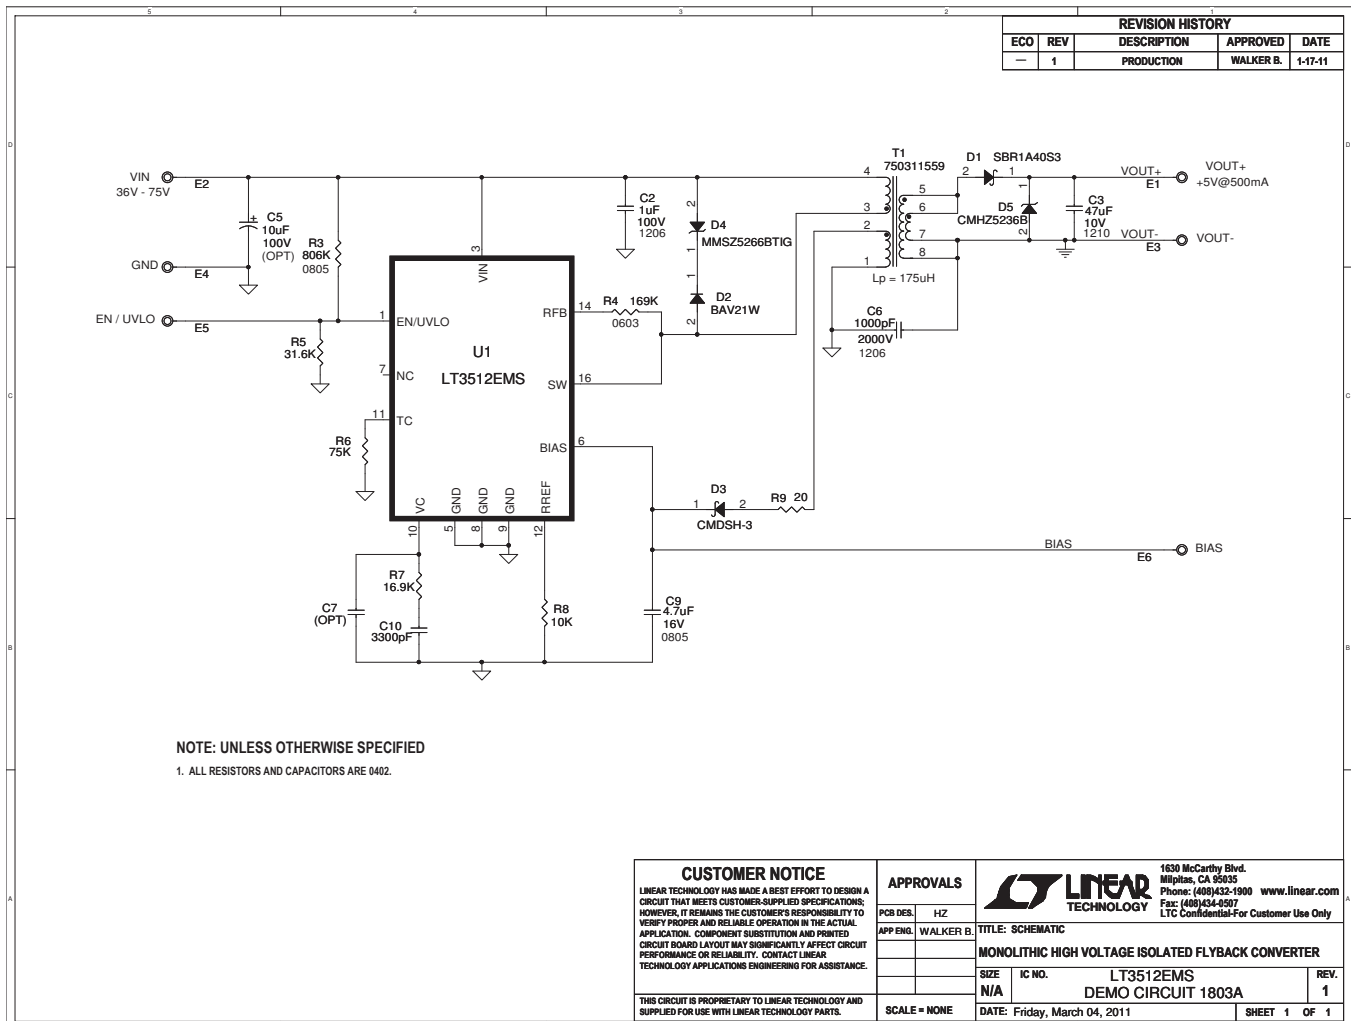 5 4 3 2 1
REVISION HISTORY
ECO REV DESCRIPTION APPROVED DATE
— 1 PRODUCTION WALKER B. 1-17-11
D D
C C
B B
A A
VIN
36V - 75V
E2
GND
E4
EN / UVLO
E5
+
C5
10uF
100V
(OPT)
R3
806K
0805
R5
31.6K
R6
75K
3
VIN
1 EN/UVLO
7 NC
11 TC
U1
LT3512EMS
RFB 14
SW 16
BIAS 6
VC 10
GND 5
GND 8
GND 9
RREF 12
R4 169K
0603
C2
1uF
100V
1206
2
D4
MMSZ5266BTIG
1
1
D2
BAV21W
2
T1
750311559
4
3
2
1
5
6
7
8
Lp = 175uH
D1 SBR1A40S3
2 1
1
D5
CMHZ5236B
2
C3
47uF
10V
1210
VOUT+
E1
VOUT+
+5V@500mA
VOUT-
E3
VOUT-
C6
1000pF
2000V
1206
D3
1 2
CMDSH-3
R9 20
BIAS
E6
BIAS
R7
16.9K
C7
(OPT)
C10
3300pF
R8
10K
C9
4.7uF
16V
0805
NOTE: UNLESS OTHERWISE SPECIFIED
1. ALL RESISTORS AND CAPACITORS ARE 0402.
CUSTOMER NOTICE
LINEAR TECHNOLOGY HAS MADE A BEST EFFORT TO DESIGN A
CIRCUIT THAT MEETS CUSTOMER-SUPPLIED SPECIFICATIONS;
HOWEVER, IT REMAINS THE CUSTOMER'S RESPONSIBILITY TO
VERIFY PROPER AND RELIABLE OPERATION IN THE ACTUAL
APPLICATION. COMPONENT SUBSTITUTION AND PRINTED
CIRCUIT BOARD LAYOUT MAY SIGNIFICANTLY AFFECT CIRCUIT
PERFORMANCE OR RELIABILITY. CONTACT LINEAR
TECHNOLOGY APPLICATIONS ENGINEERING FOR ASSISTANCE.
THIS CIRCUIT IS PROPRIETARY TO LINEAR TECHNOLOGY AND
SUPPLIED FOR USE WITH LINEAR TECHNOLOGY PARTS.
APPROVALS
PCB DES. HZ
APP ENG. WALKER B.
SCALE = NONE
LINEAR
TECHNOLOGY
1630 McCarthy Blvd.
Milpitas, CA 95035
Phone: (408)432-1900 www.linear.com
Fax: (408)434-0507
LTC Confidential-For Customer Use Only
TITLE: SCHEMATIC
MONOLITHIC HIGH VOLTAGE ISOLATED FLYBACK CONVERTER
SIZE
N/A
IC NO.
LT3512EMS
DEMO CIRCUIT 1803A
REV.
1
DATE: Friday, March 04, 2011
SHEET 1 OF 1